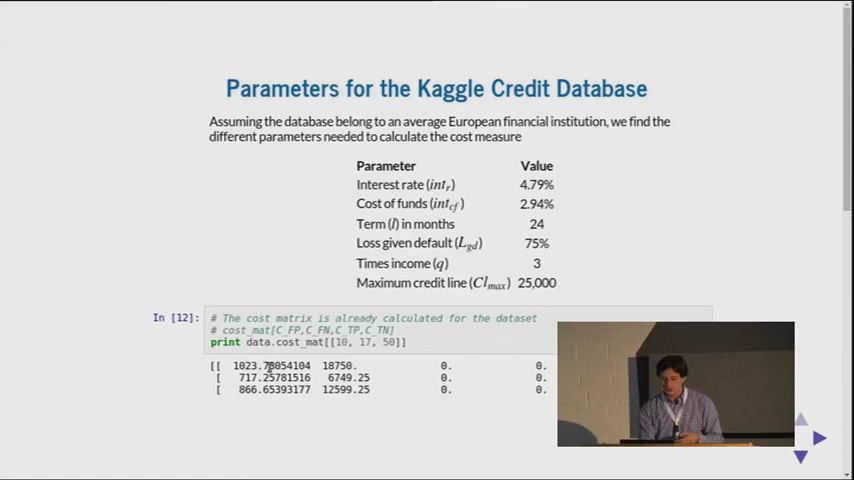 Parameters for the Kaggle Credit Database
Assuming the database belong to an average European financial institution, we find the
different parameters needed to calculate the cost measure
Parameter Value
Interest rate (int_r) 4.79%
Cost of funds (int_cf) 2.94%
Term (l) in months 24
Loss given default (L_gd) 75%
Times income (q) 3
Maximum credit line (Cl_max) 25,000
In [12]: # The cost matrix is already calculated for the dataset
# cost_mat[C_FP,C_FN,C_TP,C_TN]
print data.cost_mat[[10, 17, 50]]
[[ 1023.73054104 18750. 0. 0.
[ 717.25781516 6749.25 0. 0.
[ 866.65393177 12599.25 0. 0.